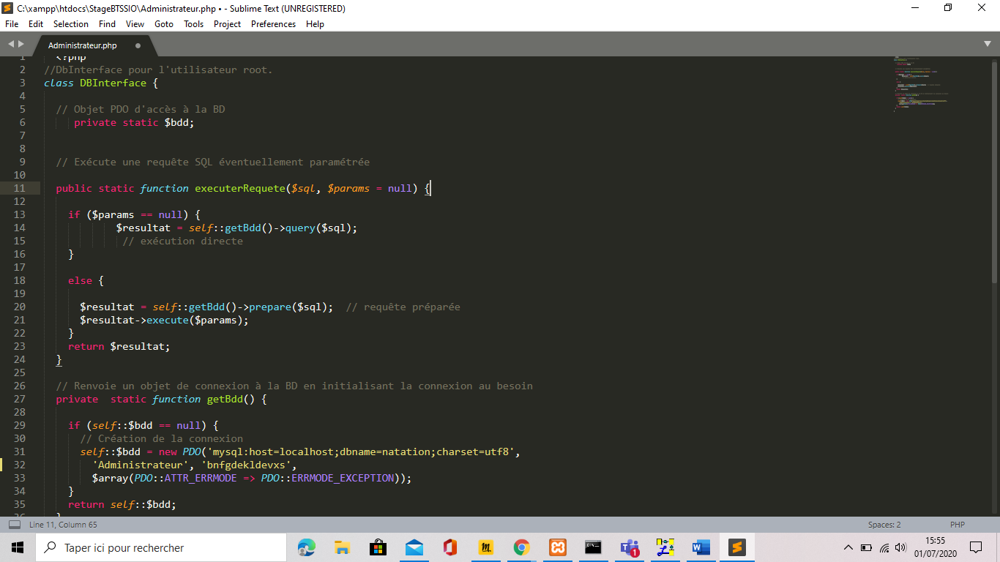 C:\xampp\htdocs\StageBTSSIO\Administrateur.php • - Sublime Text (UNREGISTERED)
File Edit Selection Find View Goto Tools Project Preferences Help
Administrateur.php
1 <?php
2 //DbInterface pour l'utilisateur root.
3 class DBInterface {
4
5 // Objet PDO d'accès à la BD
6 private static $bdd;
7
8
9 // Exécute une requête SQL éventuellement paramétrée
10
11 public static function executerRequete($sql, $params = null) {
12
13 if ($params == null) {
14 $resultat = self::getBdd()->query($sql);
15 // exécution directe
16 }
17
18 else {
19
20 $resultat = self::getBdd()->prepare($sql); // requête préparée
21 $resultat->execute($params);
22 }
23 return $resultat;
24 }
25
26 // Renvoie un objet de connexion à la BD en initialisant la connexion au besoin
27 private static function getBdd() {
28
29 if (self::$bdd == null) {
30 // Création de la connexion
31 self::$bdd = new PDO('mysql:host=localhost;dbname=natation;charset=utf8',
32 'Administrateur', 'bnfgdekldevxs',
33 $array(PDO::ATTR_ERRMODE => PDO::ERRMODE_EXCEPTION));
34 }
35 return self::$bdd;
36 }
Line 11, Column 65 Spaces: 2 PHP
Taper ici pour rechercher
1
15:55
01/07/2020